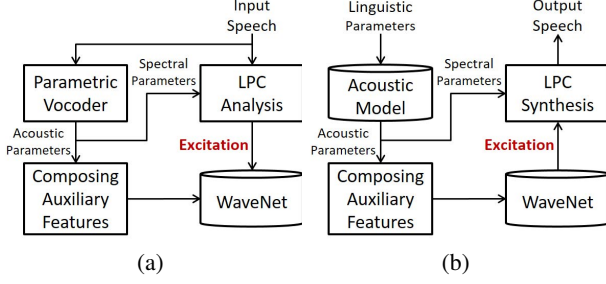 Input
Speech
Parametric
Vocoder
Spectral
Parameters
LPC
Analysis
Acoustic
Parameters
Excitation
Composing
Auxiliary
Features
WaveNet
(a)
Linguistic
Parameters
Output
Speech
Acoustic
Model
Spectral
Parameters
LPC
Synthesis
Acoustic
Parameters
Excitation
Composing
Auxiliary
Features
WaveNet
(b)